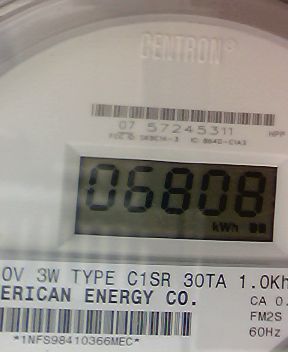 CENTRON®
07 57245311
HPP
06808
kWh
0V 3W TYPE C1SR 30TA 1.0Kh
ERICAN ENERGY CO.
CA 0.
FM2S
60Hz
*1NFS98410366MEC*